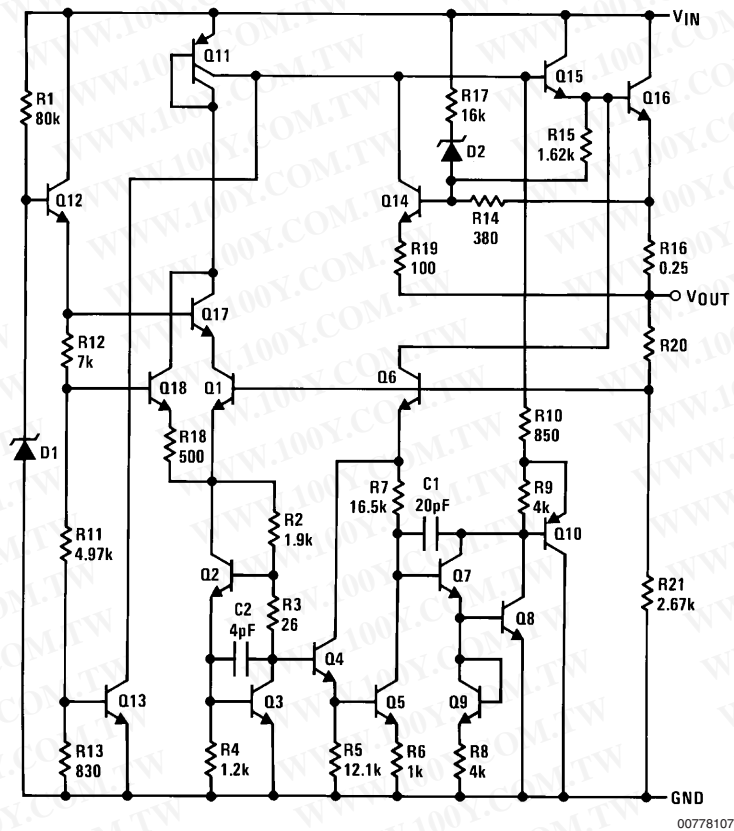 VIN
Q11
Q15
Q16
R1
80k
R17
16k
R15
1.62k
D2
Q12
Q14
R14
380
R19
100
R16
0.25
VOUT
Q17
R12
7k
R20
Q18
Q1
Q6
R10
850
R18
500
D1
R7
16.5k
C1
20pF
R9
4k
R11
4.97k
R2
1.9k
Q10
Q2
Q7
R3
26
R21
2.67k
C2
4pF
Q8
Q4
Q13
Q3
Q5
Q9
R13
830
R4
1.2k
R5
12.1k
R6
1k
R8
4k
GND
00778107
WWW.100Y.COM.TW